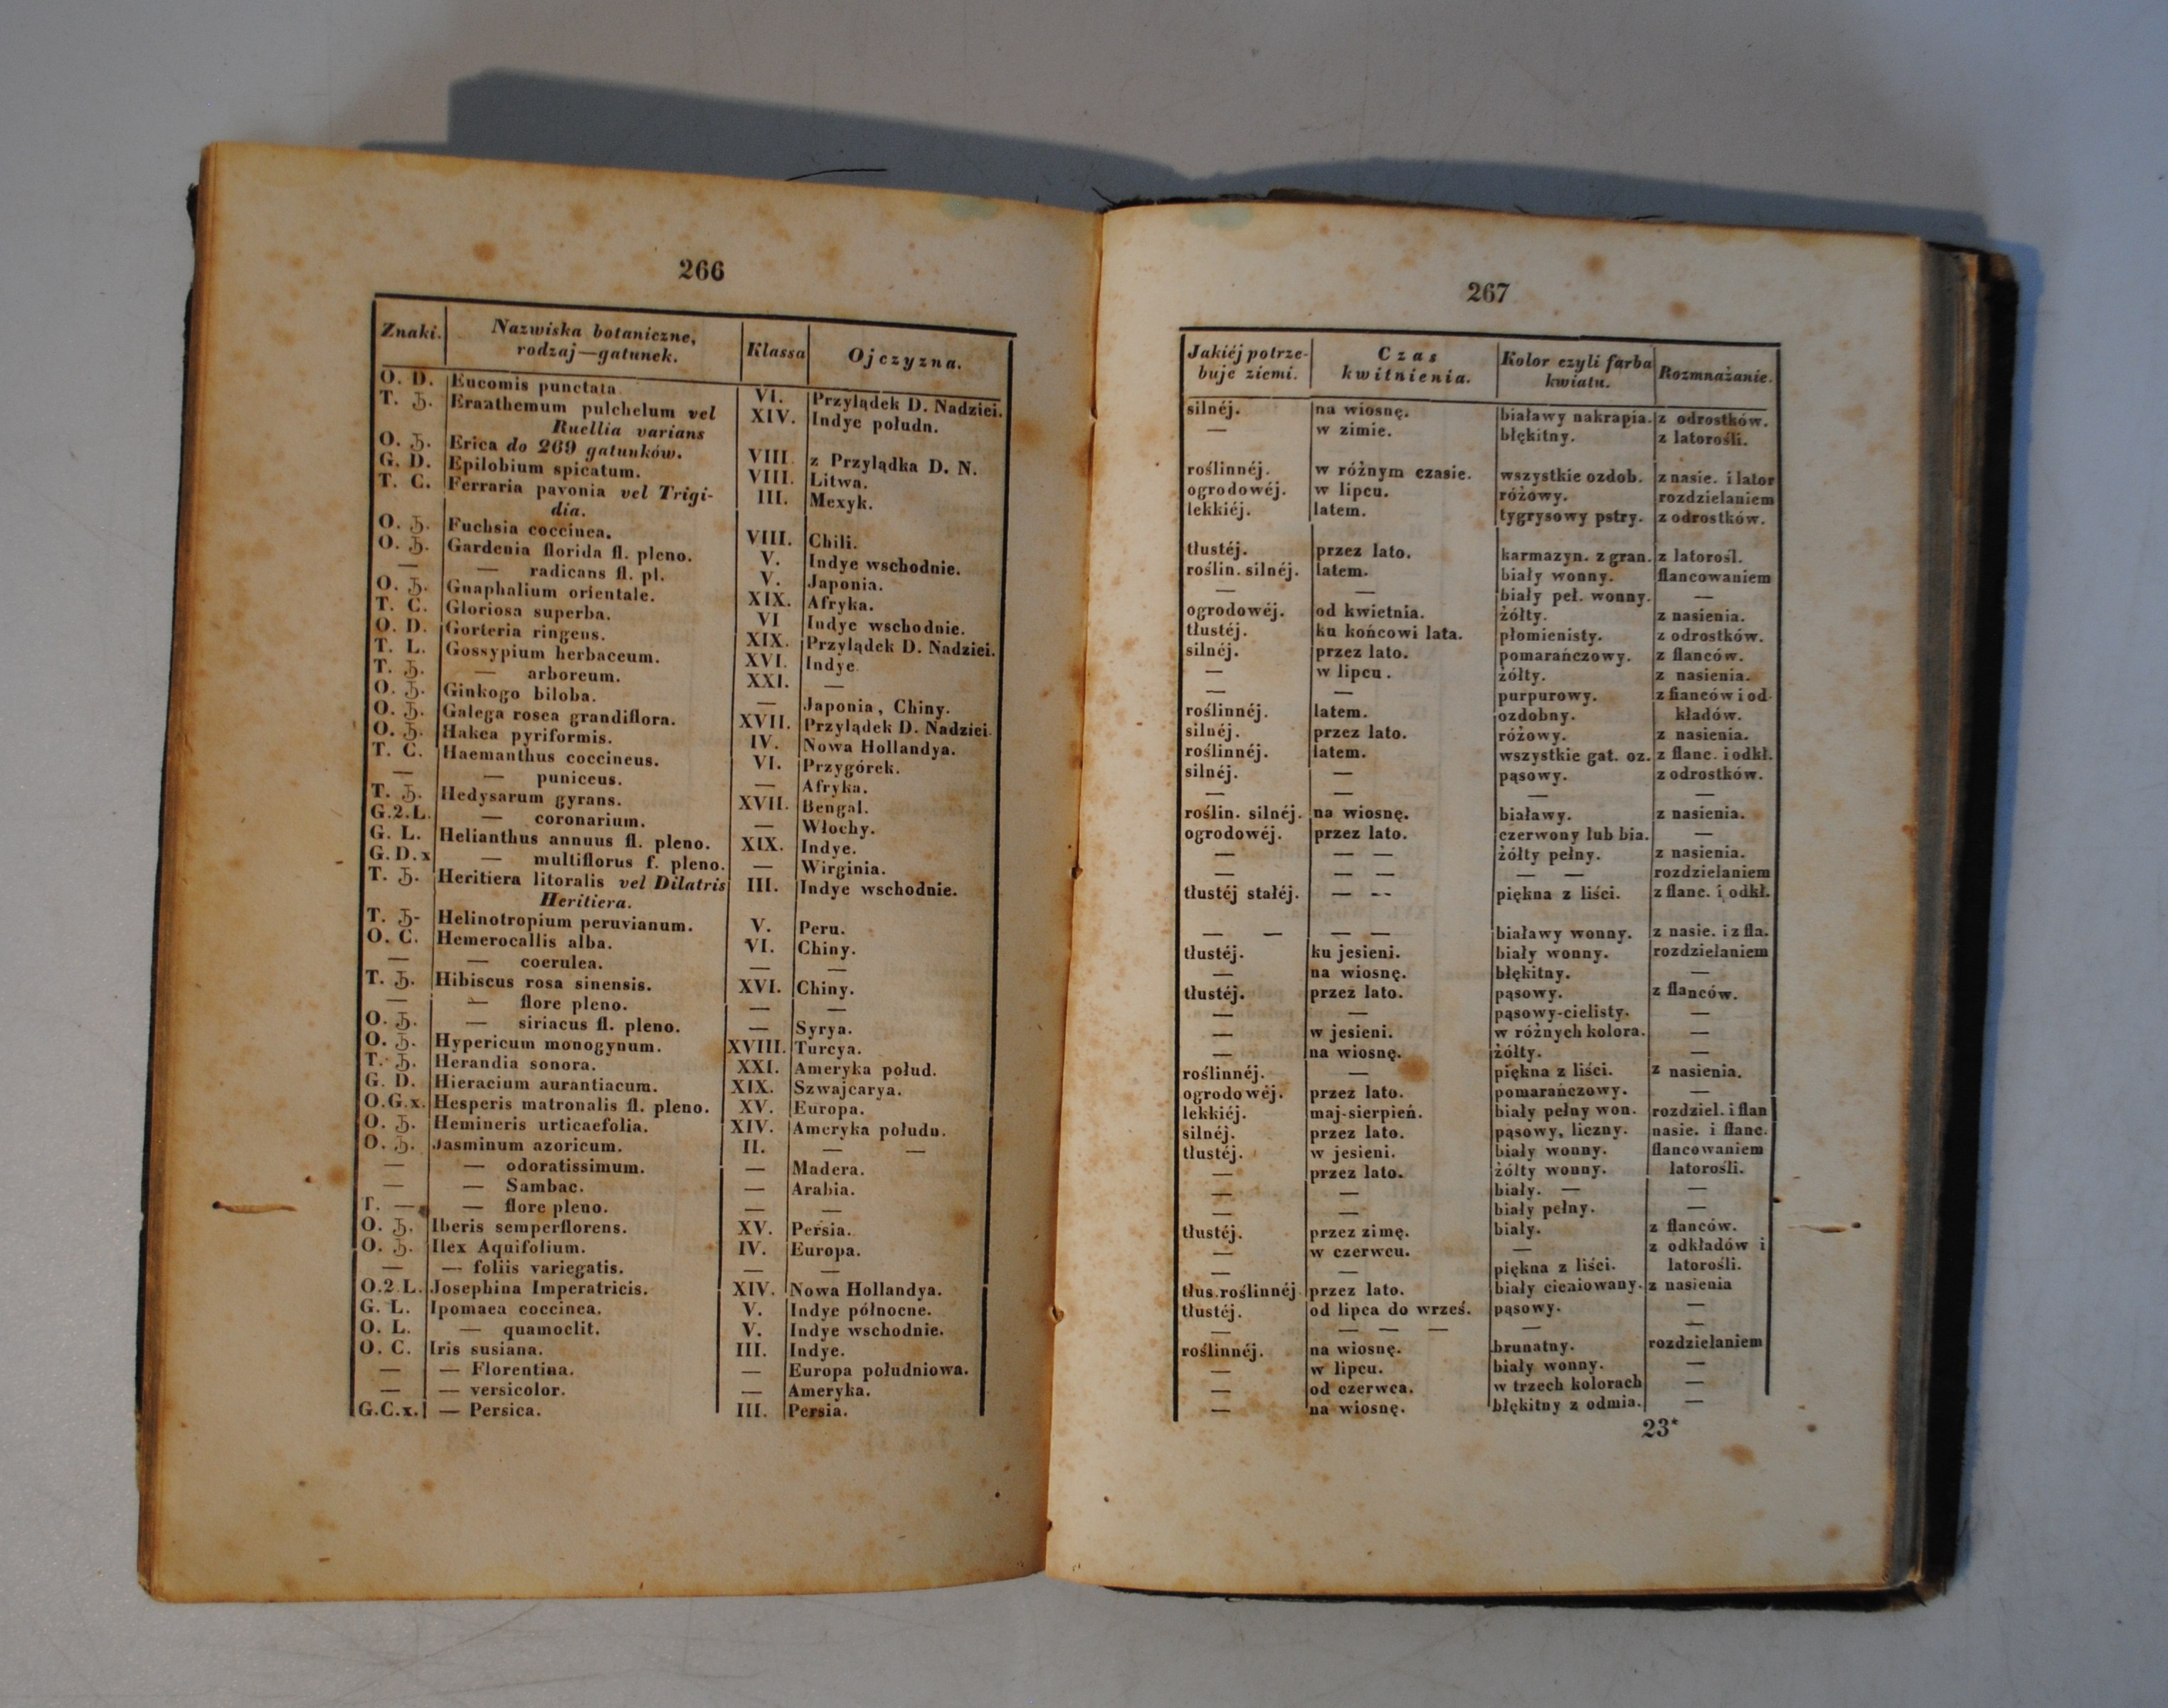 266
Znaki. Nazwiska botaniczne, rodzaj—gatunek. Klassa Ojczyzna.
O. D. Eucomis punctata VI. Przylądek D. Nadziei.
T. ђ. Eranthemum pulchelum vel XIV. Indye połudn.
Ruellia varians
O. ђ. Erica do 269 gatunków. VIII. z Przylądka D. N.
G. D. Epilobium spicatum. VIII. Litwa.
T. C. Ferraria pavonia vel Trigi- III. Mexyk.
dia.
O. ђ. Fuchsia coccinea. VIII. Chili.
O. ђ. Gardenia florida fl. pleno. V. Indye wschodnie.
— — radicans fl. pl. V. Japonia.
O. ђ. Gnaphalium orientale. XIX. Afryka.
T. C. Gloriosa superba. VI Indye wschodnie.
O. D. Gorteria ringens. XIX. Przylądek D. Nadziei.
T. L. Gossypium herbaceum. XVI. Indye.
T. ђ. — arboreum. XXI. —
O. ђ. Ginkogo biloba. — Japonia, Chiny.
O. ђ. Galega rosea grandiflora. XVII. Przylądek D. Nadziei.
O. ђ. Hakea pyriformis. IV. Nowa Hollandya.
T. C. Haemanthus coccineus. VI. Przygórek.
— — puniceus. — Afryka.
T. ђ. Hedysarum gyrans. XVII. Bengal.
G.2.L. — coronarium. — Włochy.
G. L. Helianthus annuus fl. pleno. XIX. Indye.
G.D.x — multiflorus f. pleno. — Wirginia.
T. ђ. Heritiera litoralis vel Dilatris III. Indye wschodnie.
Heritiera.
T. ђ- Helinotropium peruvianum. V. Peru.
O. C. Hemerocallis alba. VI. Chiny.
— — coerulea. — —
T. ђ. Hibiscus rosa sinensis. XVI. Chiny.
— — flore pleno. — —
O. ђ. — siriacus fl. pleno. — Syrya.
O. ђ. Hypericum monogynum. XVIII. Turcya.
T. ђ. Herandia sonora. XXI. Ameryka połud.
G. D. Hieracium aurantiacum. XIX. Szwajcarya.
O.G.x. Hesperis matronalis fl. pleno. XV. Europa.
O. ђ. Hemineris urticaefolia. XIV. Ameryka połudn.
O. ђ. Jasminum azoricum. II. — —
— — odoratissimum. — Madera.
— — Sambac. — Arabia.
T. — — flore pleno. — —
O. ђ. Iberis semperflorens. XV. Persia.
O. ђ. Ilex Aquifolium. IV. Europa.
— — foliis variegatis. — —
O.2.L. Josephina Imperatricis. XIV. Nowa Hollandya.
G. L. Ipomaea coccinea. V. Indye północne.
O. L. — quamoclit. V. Indye wschodnie.
O. C. Iris susiana. III. Indye.
— — Florentina. — Europa południowa.
— — versicolor. — Ameryka.
G.C.x. — Persica. III. Persia.
267
Jakiéj potrze- buje ziemi. Czas kwitnienia. Kolor czyli farba kwiatu. Rozmnażanie.
silnéj. na wiosnę. białawy nakrapia. z odrostków.
— w zimie. błękitny. z latorośli.
roślinnéj. w różnym czasie. wszystkie ozdob. z nasie. i lator
ogrodowéj. w lipcu. różowy. rozdzielaniem
lekkiéj. latem. tygrysowy pstry. z odrostków.
tłustéj. przez lato. karmazyn. z gran. z latorosl.
roślin. silnéj. latem. biały wonny. flancowaniem
— — biały peł. wonny. —
ogrodowéj. od kwietnia. żółty. z nasienia.
tłustéj. ku końcowi lata. płomienisty. z odrostków.
silnéj. przez lato. pomarańczowy. z flanców.
— w lipcu. żółty. z nasienia.
— — purpurowy. z flanców i od-
roślinnéj. latem. ozdobny. kładów.
silnéj. przez lato. różowy. z nasienia.
roślinnéj. latem. wszystkie gat. oz. z flanc. i odkł.
silnéj. — pąsowy. z odrostków.
— — — —
roślin. silnéj. na wiosnę. białawy. z nasienia.
ogrodowéj. przez lato. czerwony lub bia. —
— — — żółty pełny. z nasienia.
— — — — — rozdzielaniem
tłustéj stałéj. — -- piękna z liści. z flanc. i odkł.
— — — — białawy wonny. z nasie. i z fla.
tłustéj. ku jesieni. biały wonny. rozdzielaniem
— na wiosnę. błękitny. —
tłustéj. przez lato. pąsowy. z flanców.
— — pąsowy-cielisty. —
— w jesieni. w różnych kolora. —
— na wiosnę. żółty. —
roślinnéj. — piękna z liści. z nasienia.
ogrodowéj. przez lato. pomarańczowy. —
lekkiéj. maj-sierpień. biały pełny won. rozdziel. i flan
silnéj. przez lato. pąsowy, liczny. nasie. i flanc.
tłustéj. w jesieni. biały wonny. flancowaniem
— przez lato. żółty wonny. latorośli.
— — biały. — —
— — biały pełny. —
tłustéj. przez zimę. biały. z flanców.
— w czerwcu. — z odkładów i
— — piękna z liści. latorośli.
tłus.roślinnéj. przez lato. biały cieniowany. z nasienia
tłustéj. od lipca do wrześ. pąsowy. —
— — — — — —
roślinnéj. na wiosnę. brunatny. rozdzielaniem
— w lipcu. biały wonny. —
— od czerwca. w trzech kolorach —
— na wiosnę. błękitny z odmia. —
23*